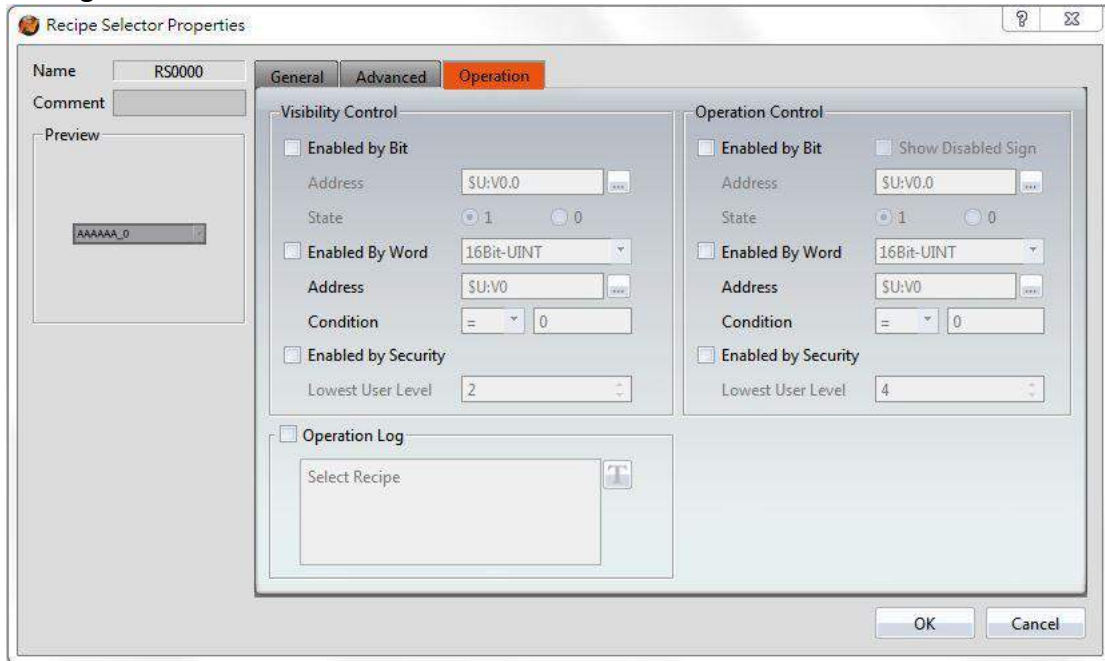 Recipe Selector Properties
Name RS0000
Comment
Preview
AAAAAA_0
General Advanced Operation
Visibility Control
Enabled by Bit
Address $U:V0.0 ...
State 1 0
Enabled By Word 16Bit-UINT
Address $U:V0 ...
Condition = 0
Enabled by Security
Lowest User Level 2
Operation Control
Enabled by Bit Show Disabled Sign
Address $U:V0.0 ...
State 1 0
Enabled By Word 16Bit-UINT
Address $U:V0 ...
Condition = 0
Enabled by Security
Lowest User Level 4
Operation Log
Select Recipe T
OK Cancel